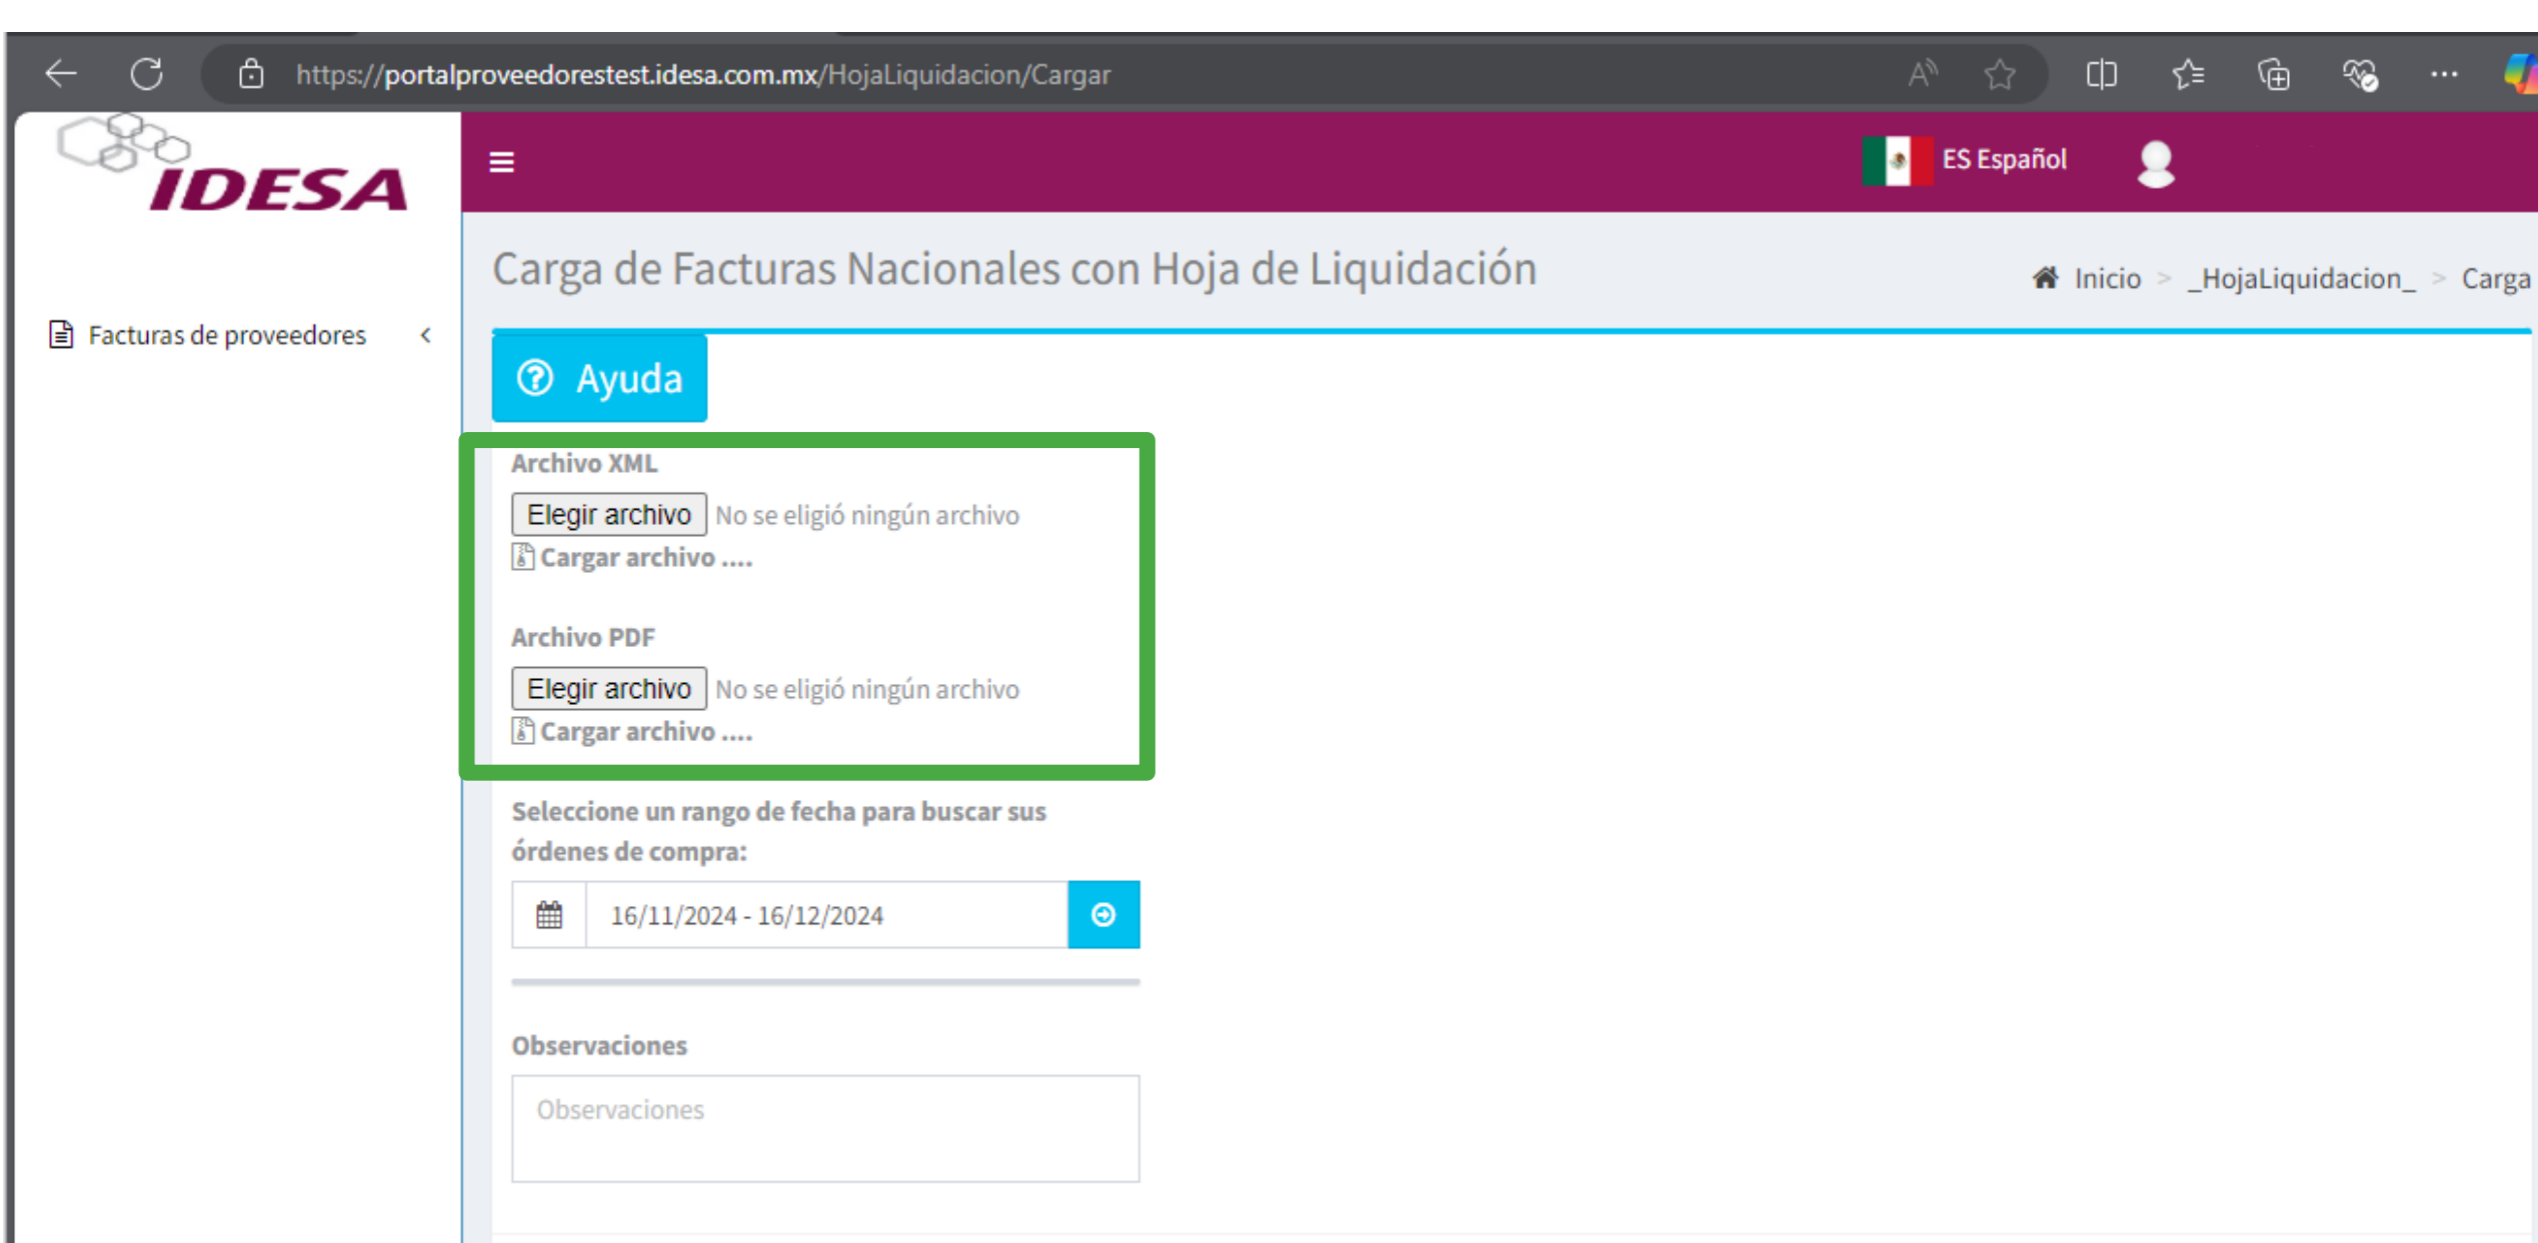 https://portalproveedorestest.idesa.com.mx/HojaLiquidacion/Cargar
IDESA
ES Español
Carga de Facturas Nacionales con Hoja de Liquidación
Inicio > _HojaLiquidacion_ > Carga
Facturas de proveedores <
Ayuda
Archivo XML
Elegir archivo No se eligió ningún archivo
Cargar archivo ....
Archivo PDF
Elegir archivo No se eligió ningún archivo
Cargar archivo ....
Seleccione un rango de fecha para buscar sus
órdenes de compra:
16/11/2024 - 16/12/2024
Observaciones
Observaciones